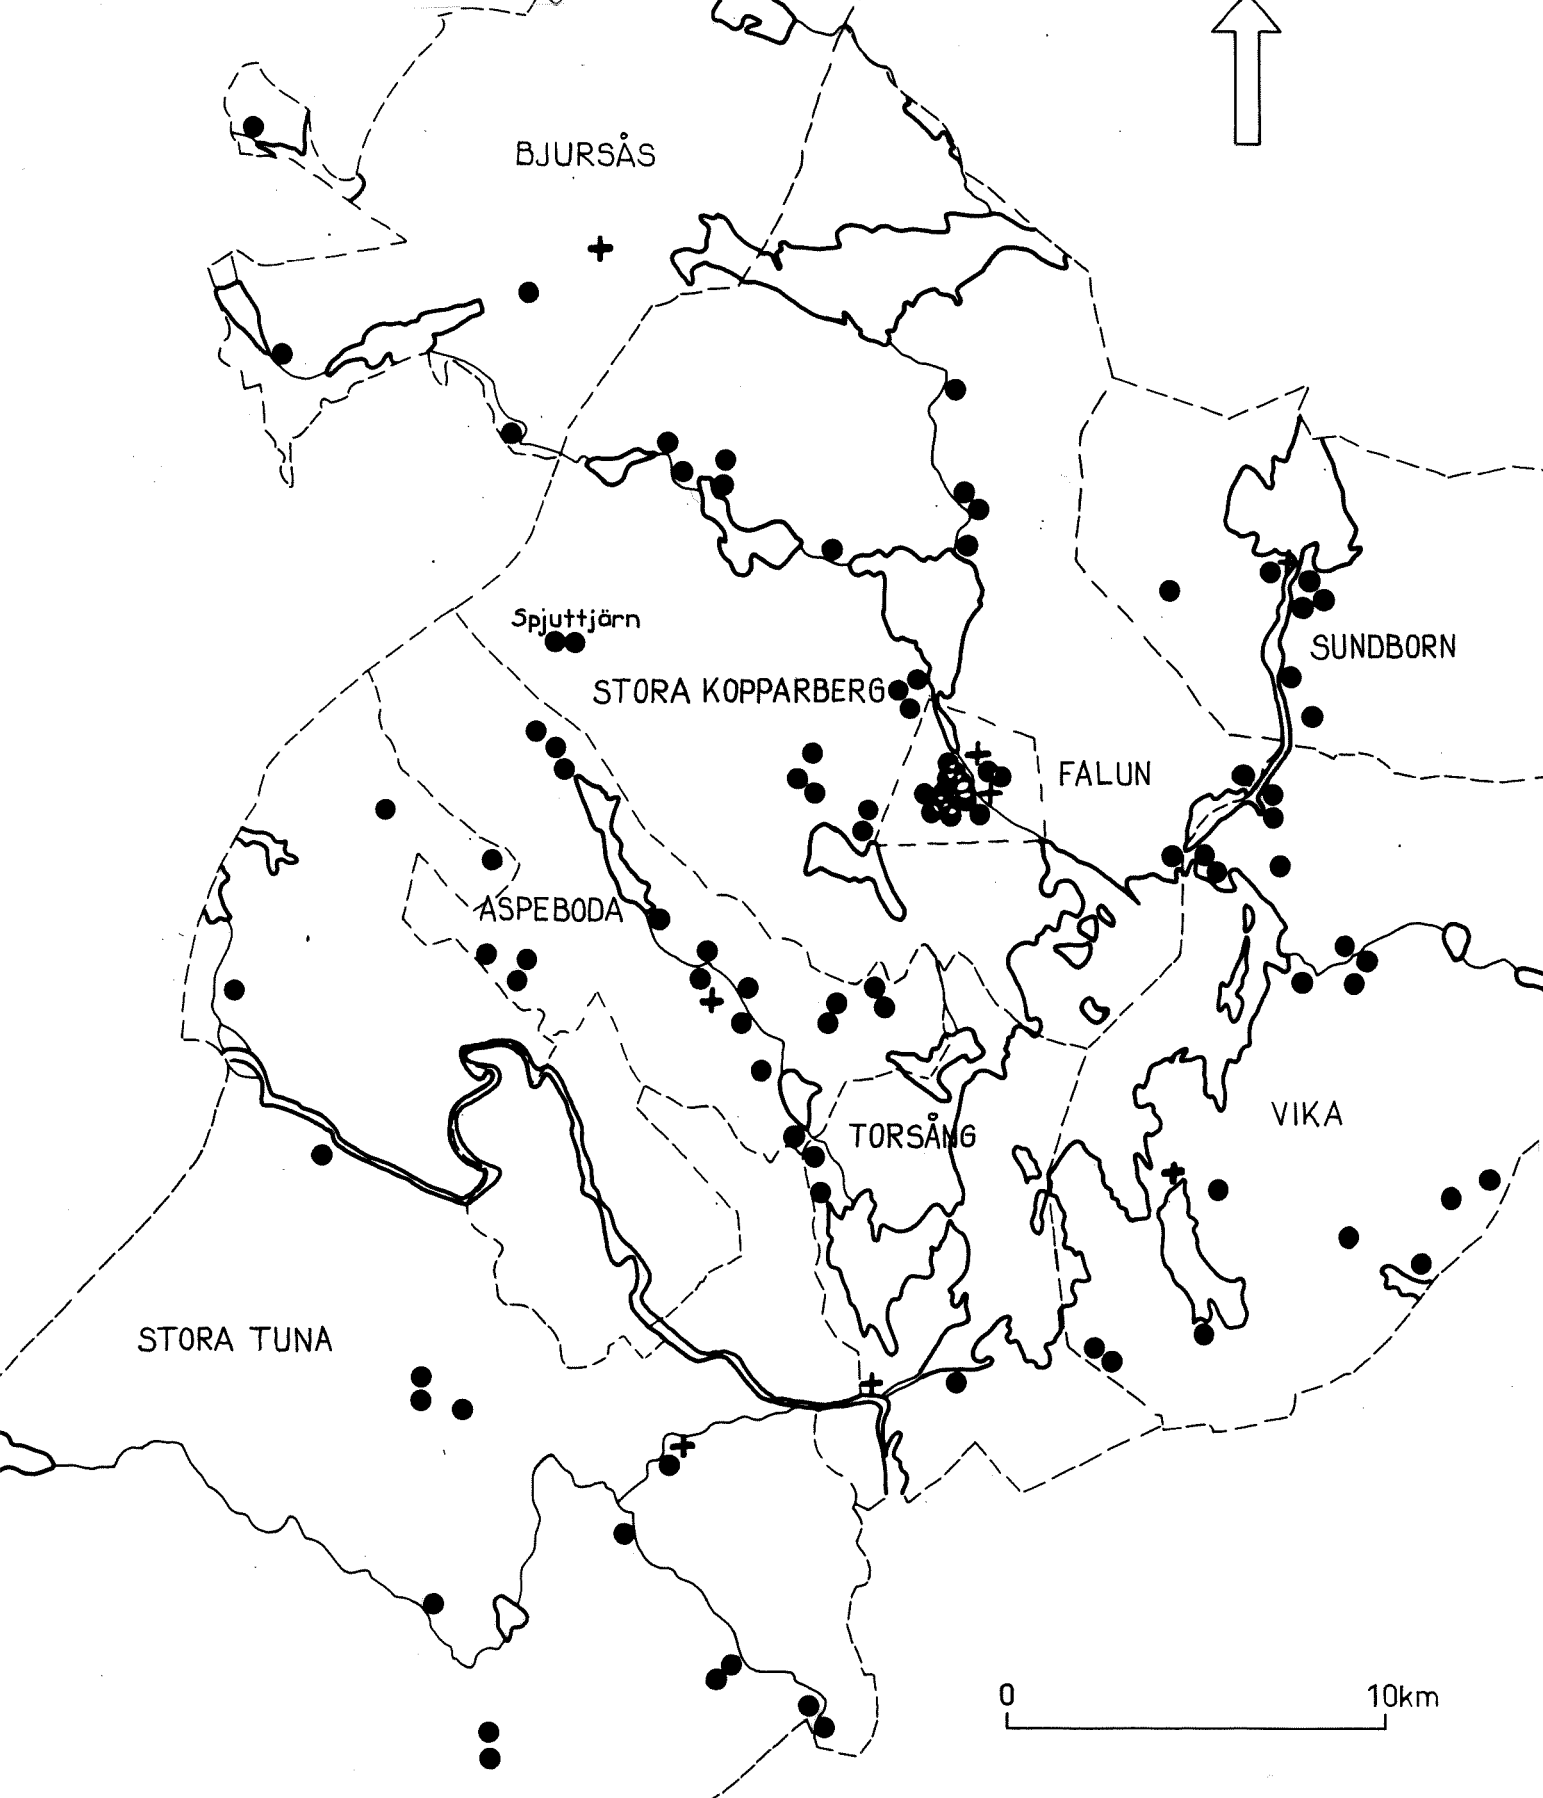 BJURSÅS
Spjuttjärn
SUNDBORN
STORA KOPPARBERG
FALUN
ASPEBODA
VIKA
TORSÅNG
STORA TUNA
0 10km